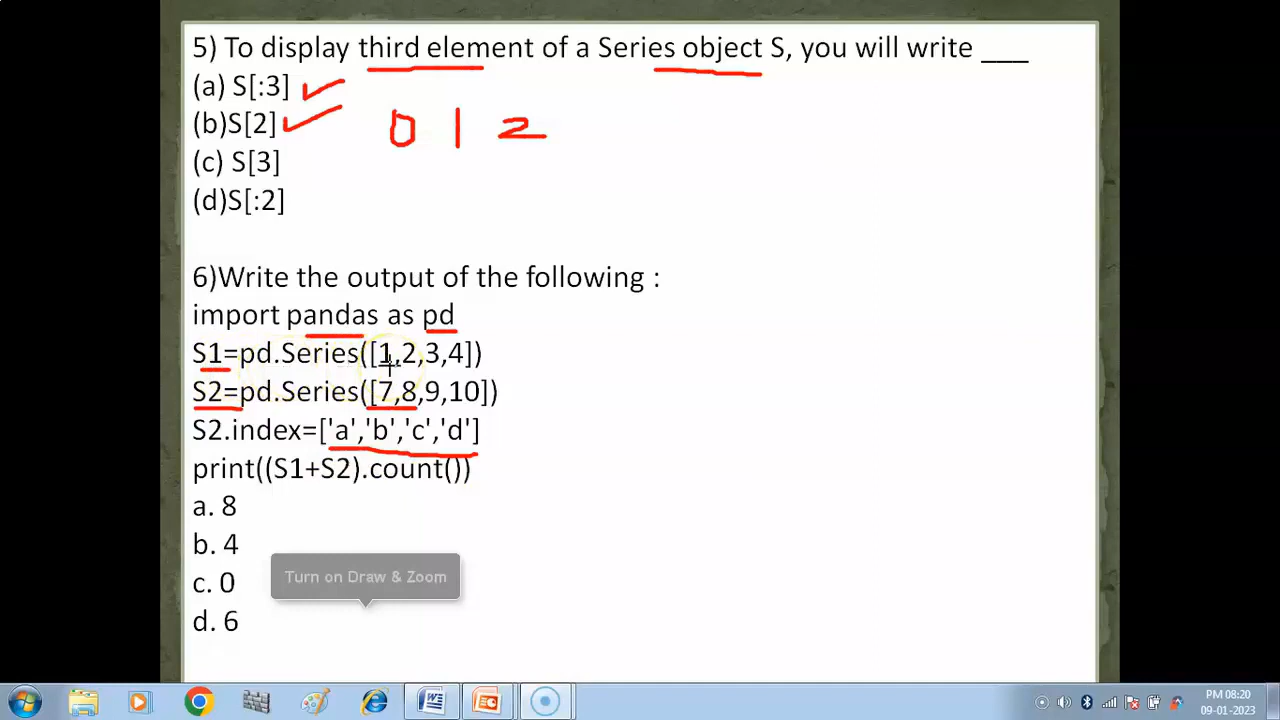 5) To display third element of a Series object S, you will write ___
(a) S[:3]
(b)S[2]
0 1 2
(c) S[3]
(d)S[:2]
6)Write the output of the following :
import pandas as pd
S1=pd.Series([1,2,3,4])
S2=pd.Series([7,8,9,10])
S2.index=['a','b','c','d']
print((S1+S2).count())
a. 8
b. 4
Turn on Draw & Zoom
c. 0
d. 6
PM 08:20
09-01-2023